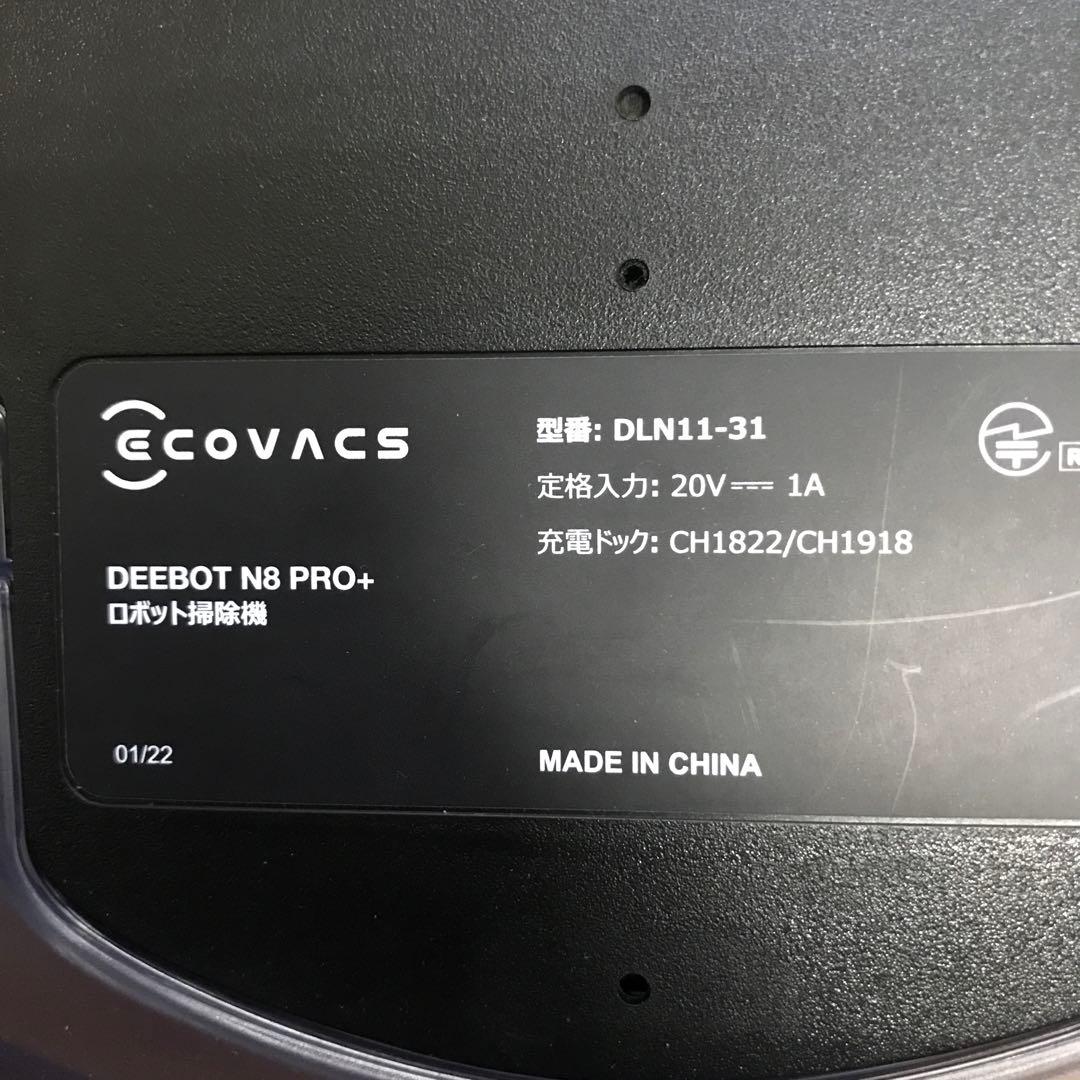 ECOVACS
DEEBOT N8 PRO+
ロボット掃除機
01/22
型番: DLN11-31
定格入力: 20V⎓ 1A
充電ドック: CH1822/CH1918
MADE IN CHINA
R